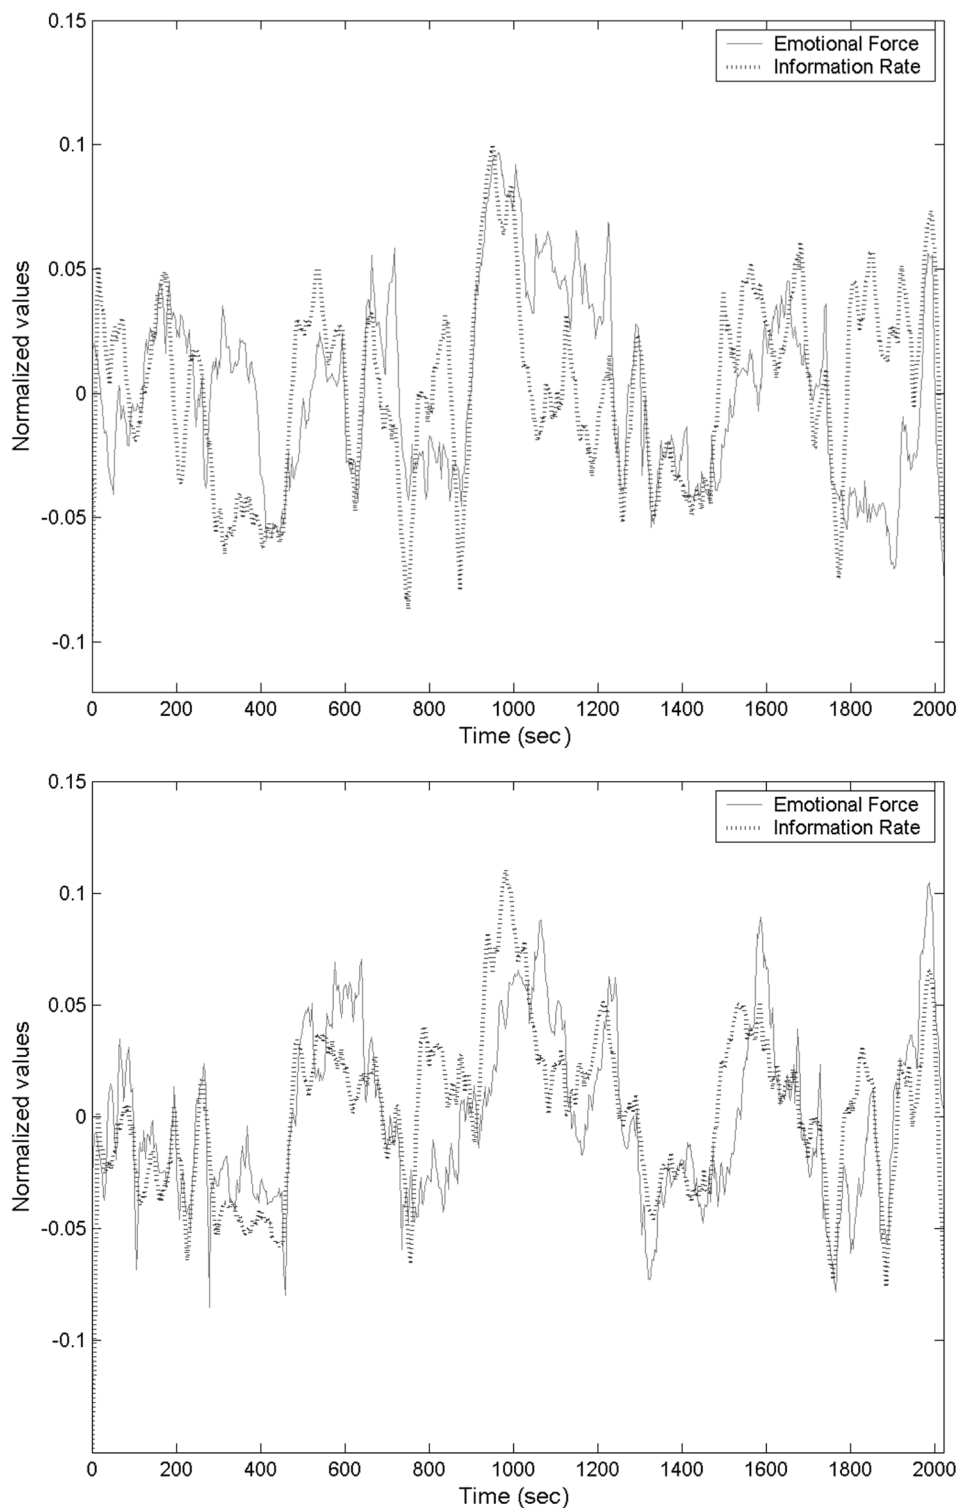 0.15
Emotional Force
Information Rate
0.1
0.05
Normalized values
0
-0.05
-0.1
0 200 400 600 800 1000 1200 1400 1600 1800 2000
Time (sec)
0.15
Emotional Force
Information Rate
0.1
0.05
Normalized values
0
-0.05
-0.1
0 200 400 600 800 1000 1200 1400 1600 1800 2000
Time (sec)